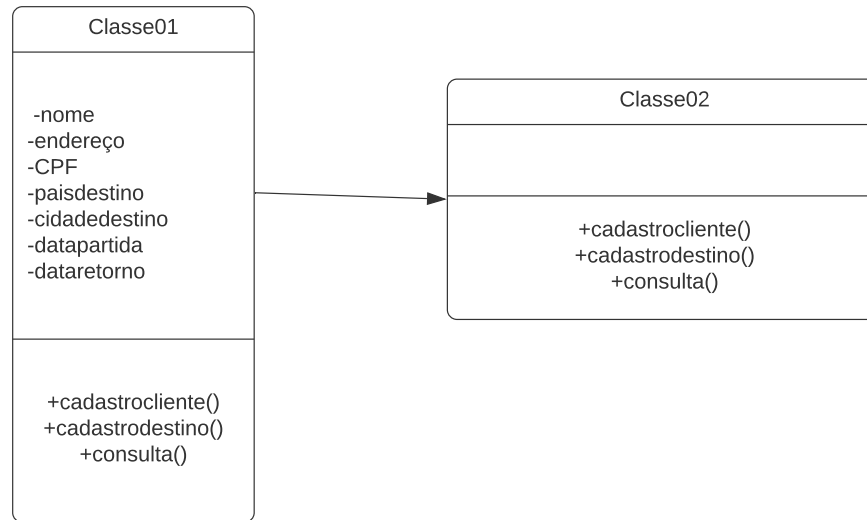 Classe01
-nome
-endereço
-CPF
-paisdestino
-cidadedestino
-datapartida
-dataretorno
+cadastrocliente()
+cadastrodestino()
+consulta()
Classe02
+cadastrocliente()
+cadastrodestino()
+consulta()